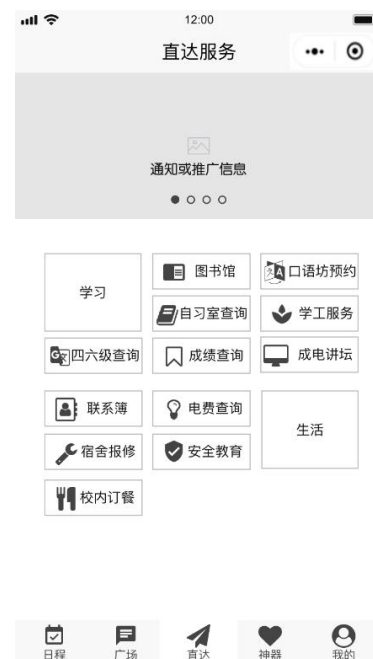 12:00
直达服务
通知或推广信息
学习
图书馆
口语坊预约
自习室查询
学工服务
四六级查询
成绩查询
成电讲坛
联系簿
电费查询
生活
宿舍报修
安全教育
校内订餐
日程
广场
直达
神器
我的